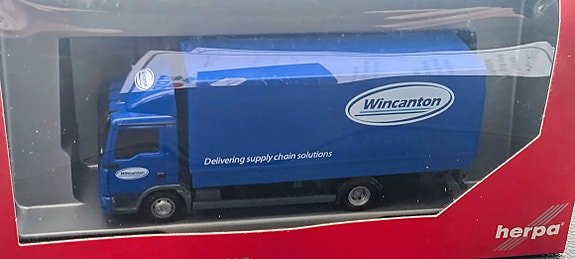 Wincanton
Delivering supply chain solutions
Wincanton
herpa